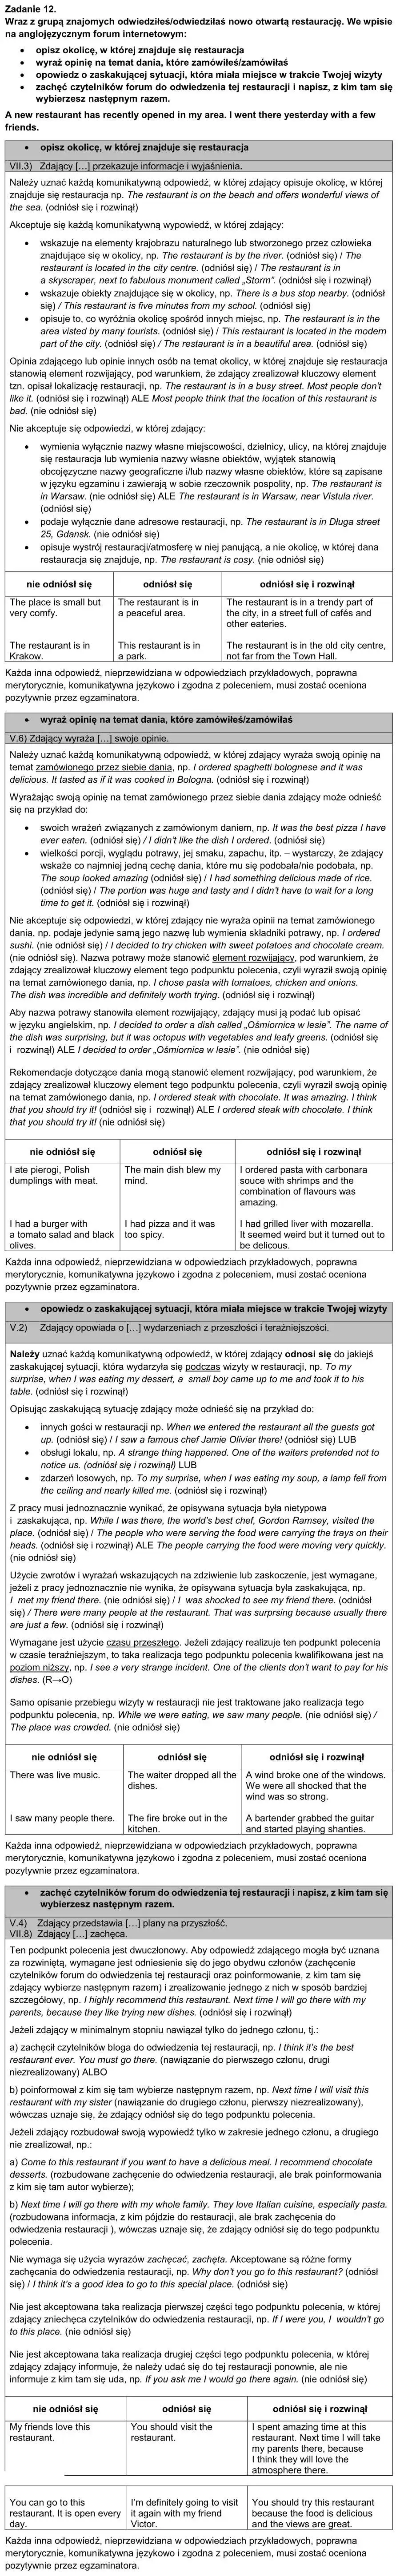 Zadanie 12.
Wraz z grupą znajomych odwiedziłeś/odwiedziłaś nowo otwartą restaurację. We wpisie
na anglojęzycznym forum internetowym:
• opisz okolicę, w której znajduje się restauracja
• wyraź opinię na temat dania, które zamówiłeś/zamówiłaś
• opowiedz o zaskakującej sytuacji, która miała miejsce w trakcie Twojej wizyty
• zachęć czytelników forum do odwiedzenia tej restauracji i napisz, z kim tam się
wybierzesz następnym razem.
A new restaurant has recently opened in my area. I went there yesterday with a few
friends.
• opisz okolicę, w której znajduje się restauracja
VII.3) Zdający […] przekazuje informacje i wyjaśnienia.
Należy uznać każdą komunikatywną odpowiedź, w której zdający opisuje okolicę, w której
znajduje się restauracja np. The restaurant is on the beach and offers wonderful views of
the sea. (odniósł się i rozwinął)
Akceptuje się każdą komunikatywną wypowiedź, w której zdający:
• wskazuje na elementy krajobrazu naturalnego lub stworzonego przez człowieka
znajdujące się w okolicy, np. The restaurant is by the river. (odniósł się) / The
restaurant is located in the city centre. (odniósł się) / The restaurant is in
a skyscraper, next to fabulous monument called „Storm”. (odniósł się i rozwinął)
• wskazuje obiekty znajdujące się w okolicy, np. There is a bus stop nearby. (odniósł
się) / This restaurant is five minutes from my school. (odniósł się)
• opisuje to, co wyróżnia okolicę spośród innych miejsc, np. The restaurant is in the
area visted by many tourists. (odniósł się) / This restaurant is located in the modern
part of the city. (odniósł się) / The restaurant is in a beautiful area. (odniósł się)
Opinia zdającego lub opinie innych osób na temat okolicy, w której znajduje się restauracja
stanowią element rozwijający, pod warunkiem, że zdający zrealizował kluczowy element
tzn. opisał lokalizację restauracji, np. The restaurant is in a busy street. Most people don't
like it. (odniósł się i rozwinął) ALE Most people think that the location of this restaurant is
bad. (nie odniósł się)
Nie akceptuje się odpowiedzi, w której zdający:
• wymienia wyłącznie nazwy własne miejscowości, dzielnicy, ulicy, na której znajduje
się restauracja lub wymienia nazwy własne obiektów, wyjątek stanowią
obcojęzyczne nazwy geograficzne i/lub nazwy własne obiektów, które są zapisane
w języku egzaminu i zawierają w sobie rzeczownik pospolity, np. The restaurant is
in Warsaw. (nie odniósł się) ALE The restaurant is in Warsaw, near Vistula river.
(odniósł się)
• podaje wyłącznie dane adresowe restauracji, np. The restaurant is in Długa street
25, Gdansk. (nie odniósł się)
• opisuje wystrój restauracji/atmosferę w niej panującą, a nie okolicę, w której dana
restauracja się znajduje, np. The restaurant is cosy. (nie odniósł się)
nie odniósł się odniósł się odniósł się i rozwinął
The place is small but The restaurant is in The restaurant is in a trendy part of
very comfy. a peaceful area. the city, in a street full of cafés and
other eateries.
The restaurant is in This restaurant is in The restaurant is in the old city centre,
Krakow. a park. not far from the Town Hall.
Każda inna odpowiedź, nieprzewidziana w odpowiedziach przykładowych, poprawna
merytorycznie, komunikatywna językowo i zgodna z poleceniem, musi zostać oceniona
pozytywnie przez egzaminatora.
• wyraź opinię na temat dania, które zamówiłeś/zamówiłaś
V.6) Zdający wyraża […] swoje opinie.
Należy uznać każdą komunikatywną odpowiedź, w której zdający wyraża swoją opinię na
temat zamówionego przez siebie dania, np. I ordered spaghetti bolognese and it was
delicious. It tasted as if it was cooked in Bologna. (odniósł się i rozwinął)
Wyrażając swoją opinię na temat zamówionego przez siebie dania zdający może odnieść
się na przykład do:
• swoich wrażeń związanych z zamówionym daniem, np. It was the best pizza I have
ever eaten. (odniósł się) / I didn't like the dish I ordered. (odniósł się)
• wielkości porcji, wyglądu potrawy, jej smaku, zapachu, itp. – wystarczy, że zdający
wskaże co najmniej jedną cechę dania, które mu się podobała/nie podobała, np.
The soup looked amazing (odniósł się) / I had something delicious made of rice.
(odniósł się) / The portion was huge and tasty and I didn't have to wait for a long
time to get it. (odniósł się i rozwinął)
Nie akceptuje się odpowiedzi, w której zdający nie wyraża opinii na temat zamówionego
dania, np. podaje jedynie samą jego nazwę lub wymienia składniki potrawy, np. I ordered
sushi. (nie odniósł się) / I decided to try chicken with sweet potatoes and chocolate cream.
(nie odniósł się). Nazwa potrawy może stanowić element rozwijający, pod warunkiem, że
zdający zrealizował kluczowy element tego podpunktu polecenia, czyli wyraził swoją opinię
na temat zamówionego dania, np. I chose pasta with tomatoes, chicken and onions.
The dish was incredible and definitely worth trying. (odniósł się i rozwinął)
Aby nazwa potrawy stanowiła element rozwijający, zdający musi ją podać lub opisać
w języku angielskim, np. I decided to order a dish called „Ośmiornica w lesie”. The name of
the dish was surprising, but it was octopus with vegetables and leafy greens. (odniósł się
i rozwinął) ALE I decided to order „Ośmiornica w lesie”. (nie odniósł się)
Rekomendacje dotyczące dania mogą stanowić element rozwijający, pod warunkiem, że
zdający zrealizował kluczowy element tego podpunktu polecenia, czyli wyraził swoją opinię
na temat zamówionego dania, np. I ordered steak with chocolate. It was amazing. I think
that you should try it! (odniósł się i rozwinął) ALE I ordered steak with chocolate. I think
that you should try it! (nie odniósł się)
nie odniósł się odniósł się odniósł się i rozwinął
I ate pierogi, Polish The main dish blew my I ordered pasta with carbonara
dumplings with meat. mind. souce with shrimps and the
combination of flavours was
amazing.
I had a burger with I had pizza and it was I had grilled liver with mozarella.
a tomato salad and black too spicy. It seemed weird but it turned out to
olives. be delicous.
Każda inna odpowiedź, nieprzewidziana w odpowiedziach przykładowych, poprawna
merytorycznie, komunikatywna językowo i zgodna z poleceniem, musi zostać oceniona
pozytywnie przez egzaminatora.
• opowiedz o zaskakującej sytuacji, która miała miejsce w trakcie Twojej wizyty
V.2) Zdający opowiada o […] wydarzeniach z przeszłości i teraźniejszości.
Należy uznać każdą komunikatywną odpowiedź, w której zdający odnosi się do jakiejś
zaskakującej sytuacji, która wydarzyła się podczas wizyty w restauracji, np. To my
surprise, when I was eating my dessert, a small boy came up to me and took it to his
table. (odniósł się i rozwinął)
Opisując zaskakującą sytuację zdający może odnieść się na przykład do:
• innych gości w restauracji np. When we entered the restaurant all the guests got
up. (odniósł się) / I saw a famous chef Jamie Olivier there! (odniósł się) LUB
• obsługi lokalu, np. A strange thing happened. One of the waiters pretended not to
notice us. (odniósł się i rozwinął) LUB
• zdarzeń losowych, np. To my surprise, when I was eating my soup, a lamp fell from
the ceiling and nearly killed me. (odniósł się i rozwinął)
Z pracy musi jednoznacznie wynikać, że opisywana sytuacja była nietypowa
i zaskakująca, np. While I was there, the world's best chef, Gordon Ramsey, visited the
place. (odniósł się) / The people who were serving the food were carrying the trays on their
heads. (odniósł się i rozwinął) ALE The people carrying the food were moving very quickly.
(nie odniósł się)
Użycie zwrotów i wyrażań wskazujących na zdziwienie lub zaskoczenie, jest wymagane,
jeżeli z pracy jednoznacznie nie wynika, że opisywana sytuacja była zaskakująca, np.
I met my friend there. (nie odniósł się) / I was shocked to see my friend there. (odniósł
się) / There were many people at the restaurant. That was surprsing because usually there
are just a few. (odniósł się i rozwinął)
Wymagane jest użycie czasu przeszłego. Jeżeli zdający realizuje ten podpunkt polecenia
w czasie teraźniejszym, to taka realizacja tego podpunktu polecenia kwalifikowana jest na
poziom niższy, np. I see a very strange incident. One of the clients don't want to pay for his
dishes. (R→O)
Samo opisanie przebiegu wizyty w restauracji nie jest traktowane jako realizacja tego
podpunktu polecenia, np. While we were eating, we saw many people. (nie odniósł się) /
The place was crowded. (nie odniósł się)
nie odniósł się odniósł się odniósł się i rozwinął
There was live music. The waiter dropped all the A wind broke one of the windows.
dishes. We were all shocked that the
wind was so strong.
I saw many people there. The fire broke out in the A bartender grabbed the guitar
kitchen. and started playing shanties.
Każda inna odpowiedź, nieprzewidziana w odpowiedziach przykładowych, poprawna
merytorycznie, komunikatywna językowo i zgodna z poleceniem, musi zostać oceniona
pozytywnie przez egzaminatora.
• zachęć czytelników forum do odwiedzenia tej restauracji i napisz, z kim tam się
wybierzesz następnym razem.
V.4) Zdający przedstawia […] plany na przyszłość.
VII.8) Zdający […] zachęca.
Ten podpunkt polecenia jest dwuczłonowy. Aby odpowiedź zdającego mogła być uznana
za rozwiniętą, wymagane jest odniesienie się do jego obydwu członów (zachęcenie
czytelników forum do odwiedzenia tej restauracji oraz poinformowanie, z kim tam się
zdający wybierze następnym razem) i zrealizowanie jednego z nich w sposób bardziej
szczegółowy, np. I highly recommend this restaurant. Next time I will go there with my
parents, because they like trying new dishes. (odniósł się i rozwinął)
Jeżeli zdający w minimalnym stopniu nawiązał tylko do jednego członu, tj.:
a) zachęcił czytelników bloga do odwiedzenia tej restauracji, np. I think it's the best
restaurant ever. You must go there. (nawiązanie do pierwszego członu, drugi
niezrealizowany) ALBO
b) poinformował z kim się tam wybierze następnym razem, np. Next time I will visit this
restaurant with my sister (nawiązanie do drugiego członu, pierwszy niezrealizowany),
wówczas uznaje się, że zdający odniósł się do tego podpunktu polecenia.
Jeżeli zdający rozbudował swoją wypowiedź tylko w zakresie jednego członu, a drugiego
nie zrealizował, np.:
a) Come to this restaurant if you want to have a delicious meal. I recommend chocolate
desserts. (rozbudowane zachęcenie do odwiedzenia restauracji, ale brak poinformowania
z kim się tam autor wybierze);
b) Next time I will go there with my whole family. They love Italian cuisine, especially pasta.
(rozbudowana informacja, z kim pójdzie do restauracji, ale brak zachęcenia do
odwiedzenia restauracji ), wówczas uznaje się, że zdający odniósł się do tego podpunktu
polecenia.
Nie wymaga się użycia wyrazów zachęcać, zachęta. Akceptowane są różne formy
zachęcania do odwiedzenia restauracji, np. Why don't you go to this restaurant? (odniósł
się) / I think it's a good idea to go to this special place. (odniósł się)
Nie jest akceptowana taka realizacja pierwszej części tego podpunktu polecenia, w której
zdający zniechęca czytelników do odwiedzenia restauracji, np. If I were you, I wouldn't go
to this place. (nie odniósł się)
Nie jest akceptowana taka realizacja drugiej części tego podpunktu polecenia, w której
zdający zdający informuje, że należy udać się do tej restauracji ponownie, ale nie
informuje z kim tam się uda, np. If you ask me I would go there again. (nie odniósł się)
nie odniósł się odniósł się odniósł się i rozwinął
My friends love this You should visit the I spent amazing time at this
restaurant. restaurant. restaurant. Next time I will take
my parents there, because
I think they will love the
atmosphere there.
You can go to this I'm definitely going to visit You should try this restaurant
restaurant. It is open every it again with my friend because the food is delicious
day. Victor. and the views are great.
Każda inna odpowiedź, nieprzewidziana w odpowiedziach przykładowych, poprawna
merytorycznie, komunikatywna językowo i zgodna z poleceniem, musi zostać oceniona
pozytywnie przez egzaminatora.